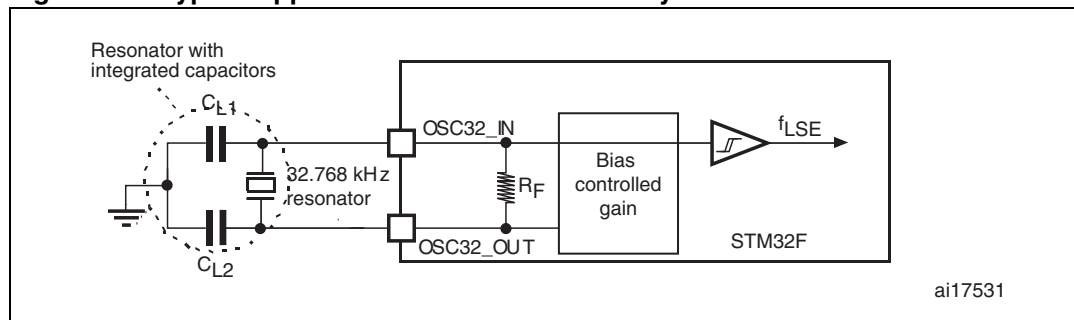 Resonator with
integrated capacitors
CL1
OSC32_IN
fLSE
32.768 kHz
resonator
RF
Bias
controlled
gain
OSC32_OUT
STM32F
CL2
ai17531